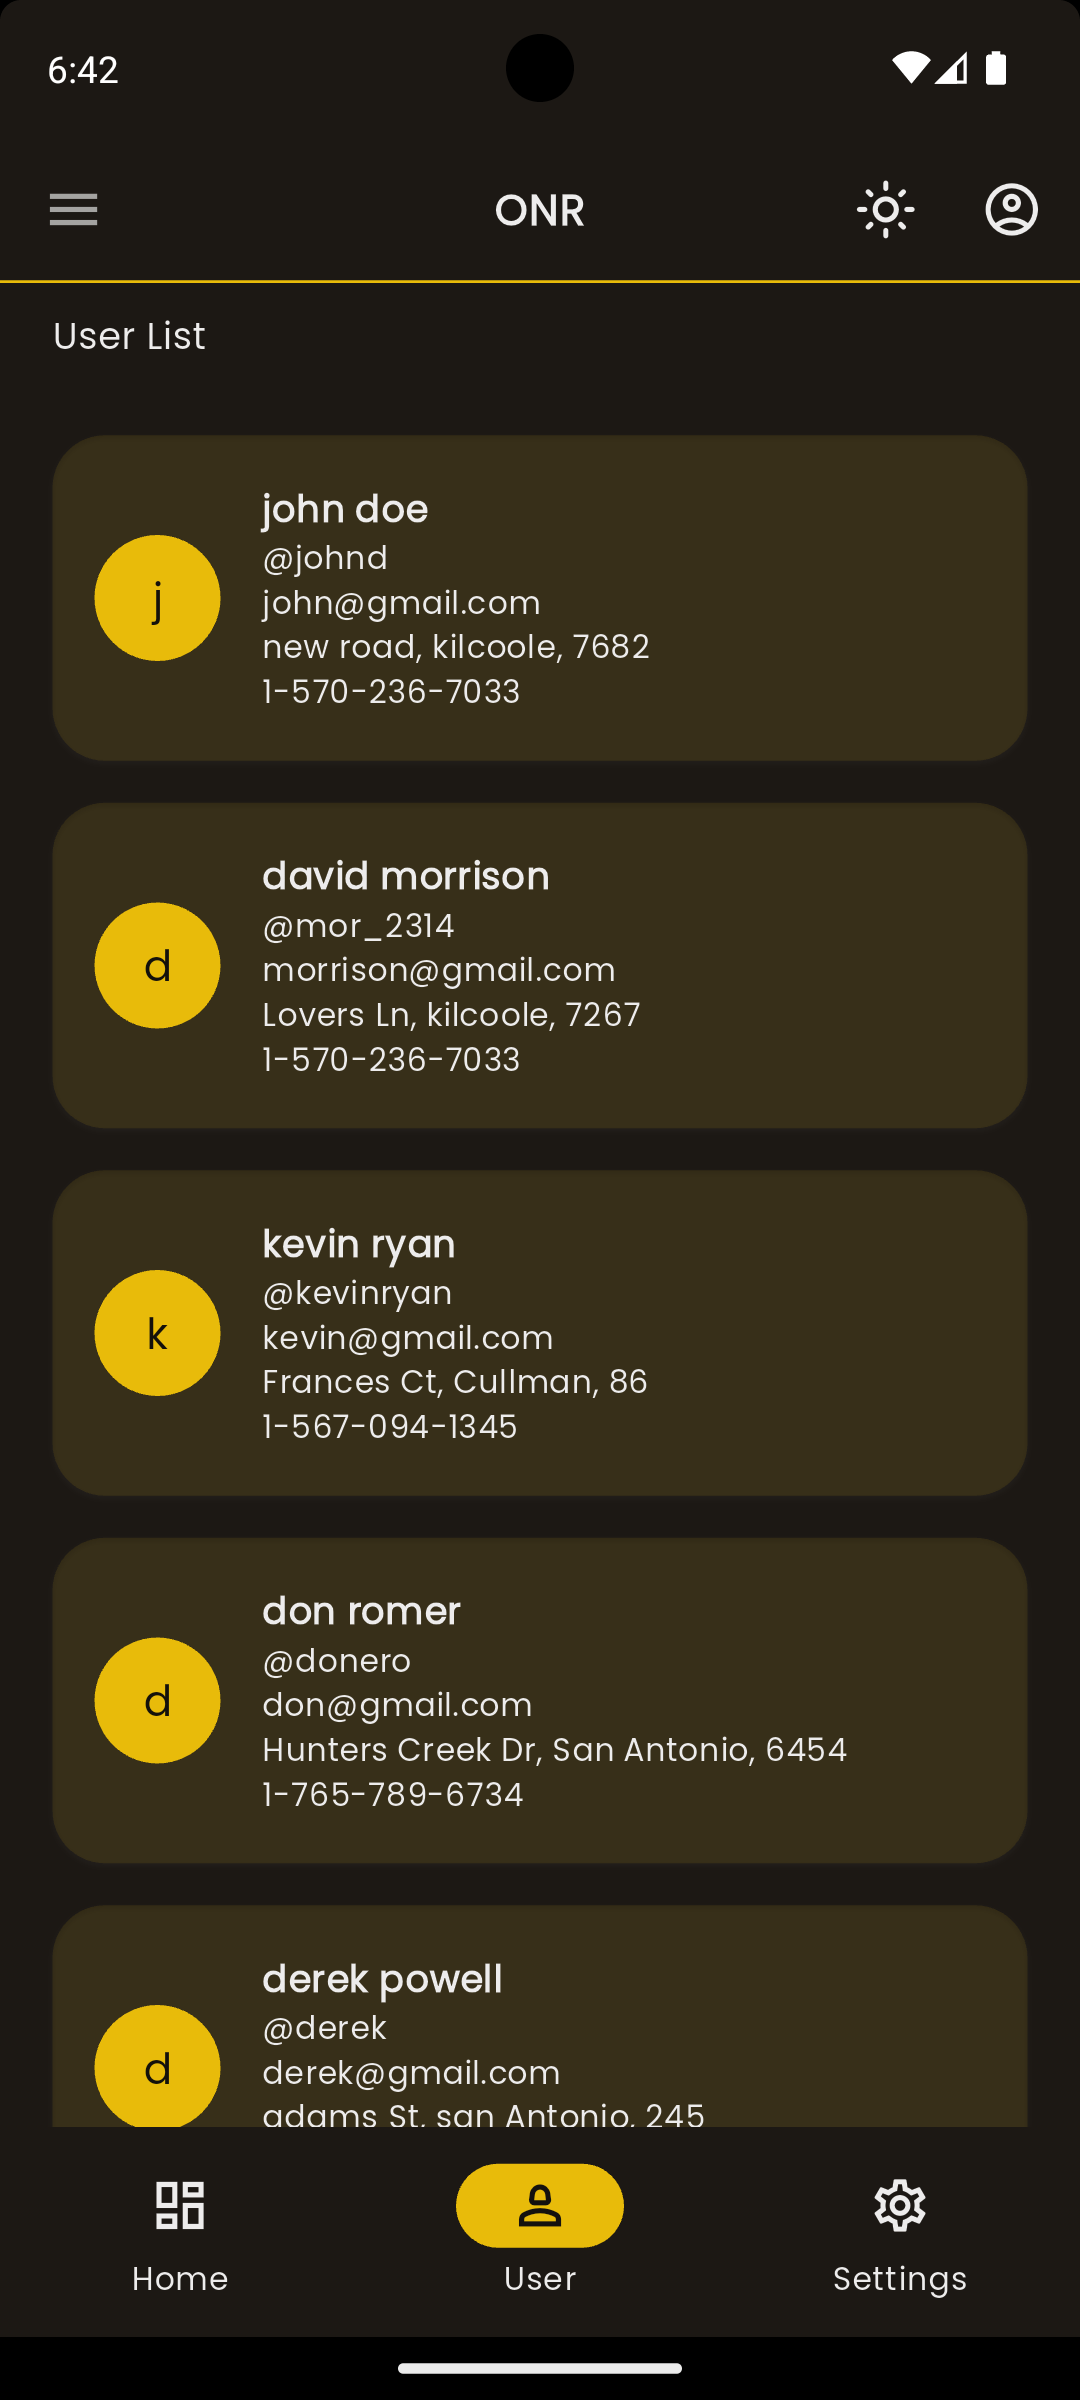 6:42
ONR
User List
john doe
@johnd
john@gmail.com
new road, kilcoole, 7682
1-570-236-7033
j
david morrison
@mor_2314
morrison@gmail.com
Lovers Ln, kilcoole, 7267
1-570-236-7033
d
kevin ryan
@kevinryan
kevin@gmail.com
Frances Ct, Cullman, 86
1-567-094-1345
k
don romer
@donero
don@gmail.com
Hunters Creek Dr, San Antonio, 6454
1-765-789-6734
d
derek powell
@derek
derek@gmail.com
adams St, san Antonio, 245
d
Home
User
Settings